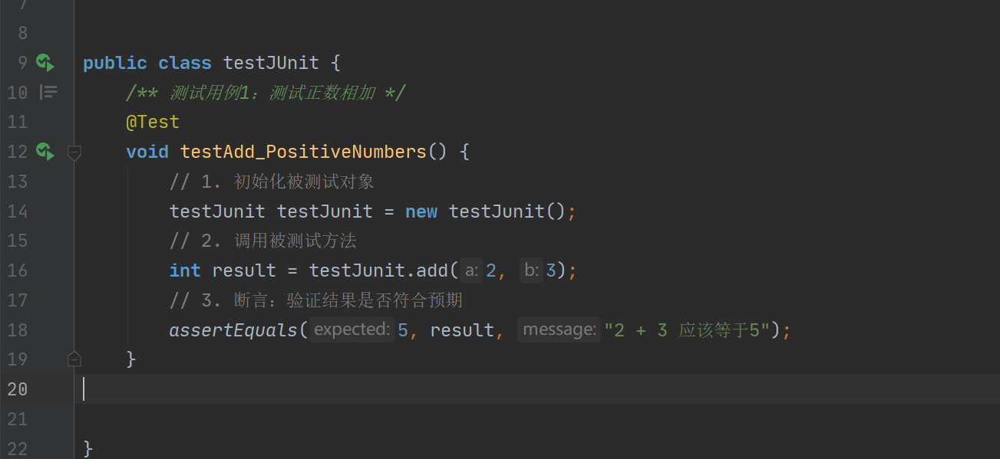 7
8
9 public class testJUnit {
10 /** 测试用例1：测试正数相加 */
11 @Test
12 void testAdd_PositiveNumbers() {
13 // 1. 初始化被测试对象
14 testJunit testJunit = new testJunit();
15 // 2. 调用被测试方法
16 int result = testJunit.add( a: 2, b: 3);
17 // 3. 断言：验证结果是否符合预期
18 assertEquals( expected: 5, result, message: "2 + 3 应该等于5");
19 }
20
21
22 }